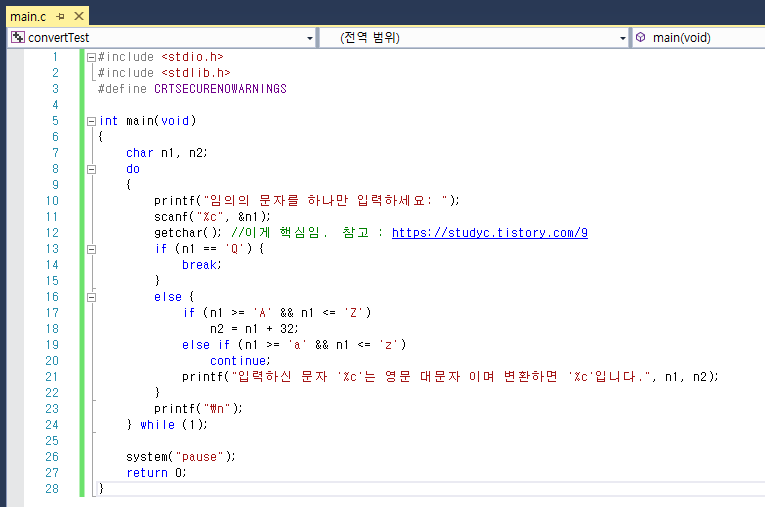 main.c
convertTest (전역 범위) main(void)
1 #include <stdio.h>
2 #include <stdlib.h>
3 #define CRTSECURENOWARNINGS
4
5 int main(void)
6 {
7 char n1, n2;
8 do
9 {
10 printf("임의의 문자를 하나만 입력하세요: ");
11 scanf("%c", &n1);
12 getchar(); //이게 핵심임. 참고 : https://studyc.tistory.com/9
13 if (n1 == 'Q') {
14 break;
15 }
16 else {
17 if (n1 >= 'A' && n1 <= 'Z')
18 n2 = n1 + 32;
19 else if (n1 >= 'a' && n1 <= 'z')
20 continue;
21 printf("입력하신 문자 '%c'는 영문 대문자 이며 변환하면 '%c'입니다.", n1, n2);
22 }
23 printf("₩n");
24 } while (1);
25
26 system("pause");
27 return 0;
28 }